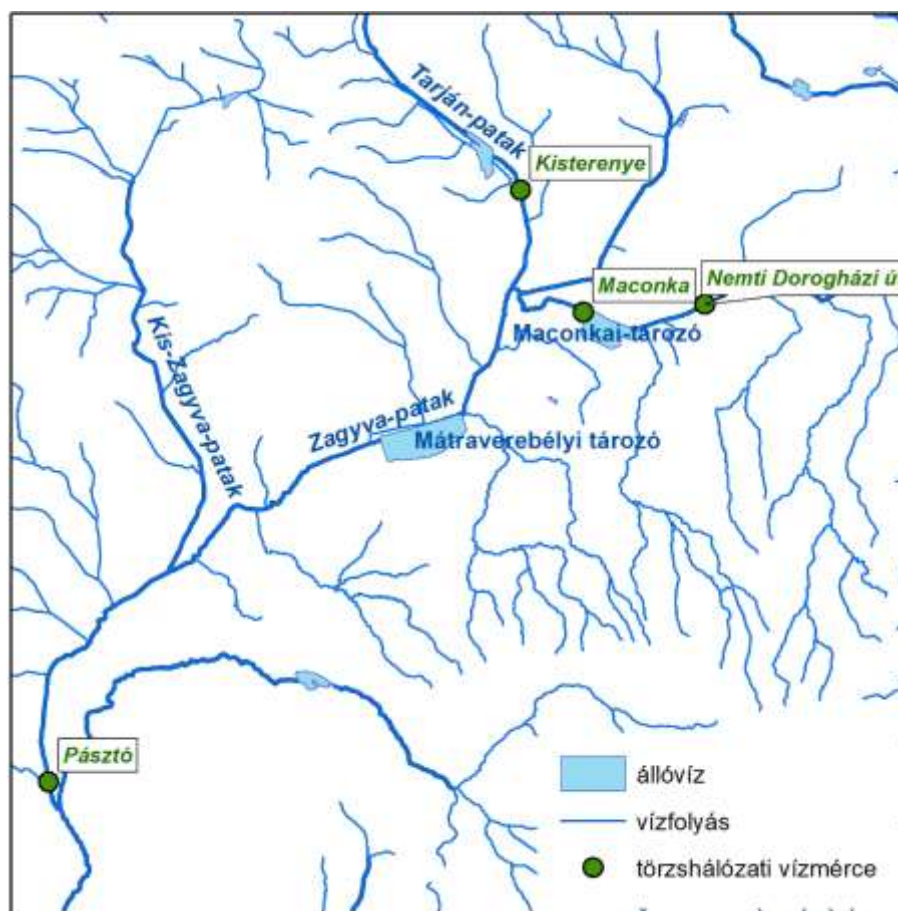 Tarján-patak
Kisterenye
Maconka
Nemti Dorogházi ú
Maconkai-tározó
Kis-Zagyva-patak
Zagyva-patak
Mátraverebélyi tározó
Pásztó
állóvíz
vízfolyás
törzshálózati vízmérce